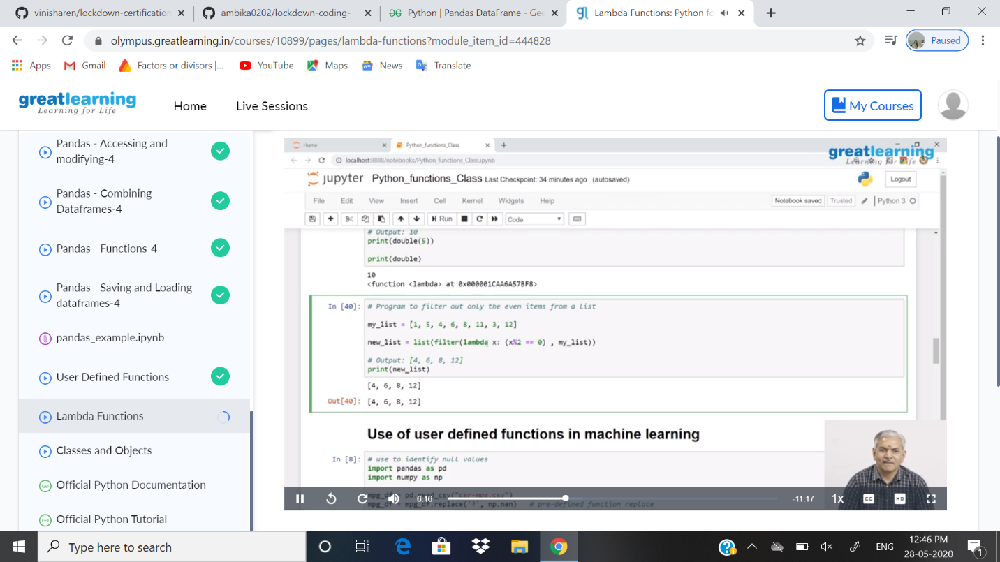 vinisharen/lockdown-certification
ambika0202/lockdown-coding-
Python | Pandas DataFrame - Gee
Lambda Functions: Python fo
olympus.greatlearning.in/courses/10899/pages/lambda-functions?module_item_id=444828
Paused
Apps
Gmail
Factors or divisors |...
YouTube
Maps
News
Translate
greatlearning
Learning for Life
Home
Live Sessions
My Courses
Pandas - Accessing and
modifying-4
Pandas - Combining
Dataframes-4
Pandas - Functions-4
Pandas - Saving and Loading
dataframes-4
pandas_example.ipynb
User Defined Functions
Lambda Functions
Classes and Objects
Official Python Documentation
Official Python Tutorial
Home
Python_functions_Class
greatlearning
Learning for Life
localhost:8888/notebooks/Python_functions_Class.ipynb
jupyter Python_functions_Class Last Checkpoint: 34 minutes ago (autosaved)
Logout
File Edit View Insert Cell Kernel Widgets Help
Notebook saved Trusted Python 3
Run Code
# Output: 10
print(double(5))
print(double)
10
<function <lambda> at 0x000001CAA6A57BF8>
In [40]: # Program to filter out only the even items from a list
my_list = [1, 5, 4, 6, 8, 11, 3, 12]
new_list = list(filter(lambda x: (x%2 == 0) , my_list))
# Output: [4, 6, 8, 12]
print(new_list)
[4, 6, 8, 12]
Out[40]: [4, 6, 8, 12]
Use of user defined functions in machine learning
In [8]: # use to identify null values
import pandas as pd
import numpy as np
mpg_df = pd.read_csv("car-mpg.csv")
mpg_df = mpg_df.replace('?', np.nan) # pre-defined function replace
6:16
-11:17
1x
CC
HD
Type here to search
ENG
12:46 PM
28-05-2020
1